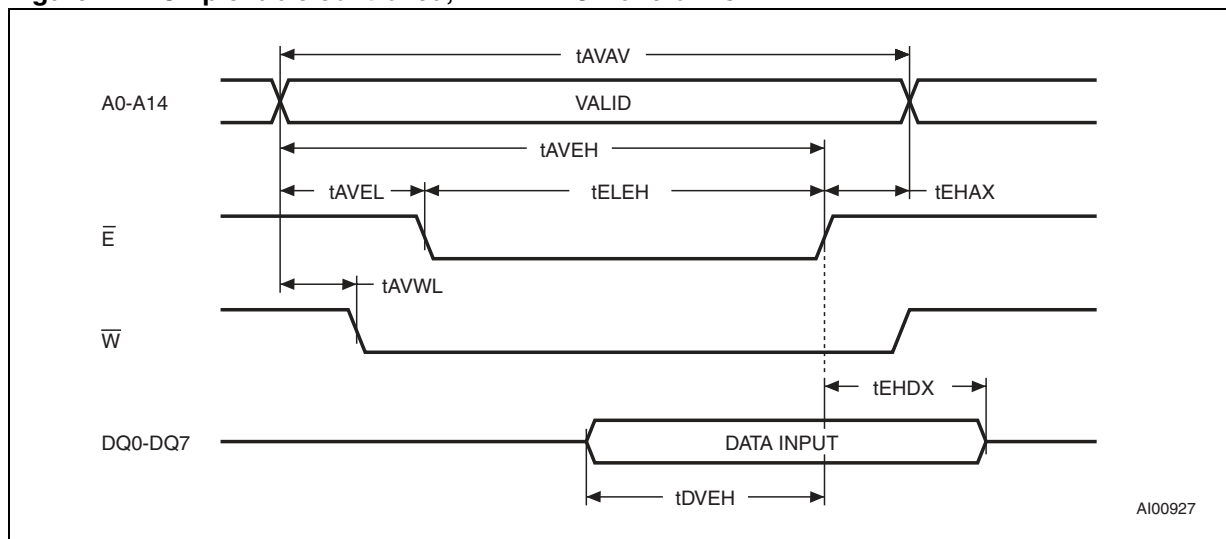 tAVAV
A0-A14
VALID
tAVEH
tAVEL
tELEH
tEHAX
E
tAVWL
W
tEHDX
DQ0-DQ7
DATA INPUT
tDVEH
AI00927